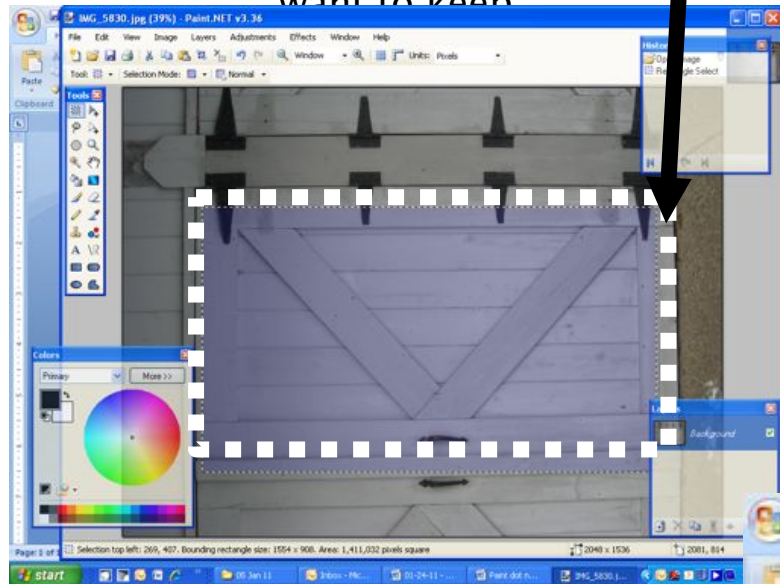 want to keep
IMG_5830.jpg (39%) - Paint.NET v3.36
File Edit View Image Layers Adjustments Effects Window Help
Window Units: Pixels
Tool: Selection Mode: Normal
Paste
Clipboard
Tools
Open Image
Rectangle Select
Colors
Primary More >>
Background
Page: 1 of
Selection top left: 269, 407. Bounding rectangle size: 1554 x 908. Area: 1,411,032 pixels square 2048 x 1536 2081, 814
start 05 Jan 11 Inbox - Mic... 01-24-11 - ... Paint dot n... IMG_5830.j...